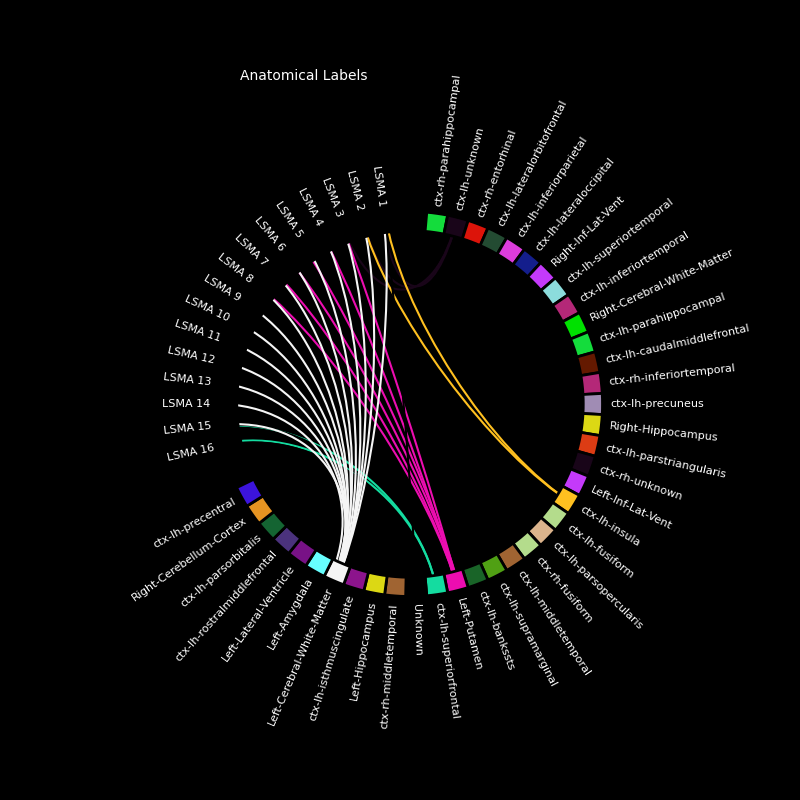 Anatomical Labels
LSMA 1
LSMA 2
LSMA 3
LSMA 4
LSMA 5
LSMA 6
LSMA 7
LSMA 8
LSMA 9
LSMA 10
LSMA 11
LSMA 12
LSMA 13
LSMA 14
LSMA 15
LSMA 16
ctx-lh-precentral
Right-Cerebellum-Cortex
ctx-lh-parsorbitalis
ctx-lh-rostralmiddlefrontal
Left-Lateral-Ventricle
Left-Amygdala
Left-Cerebral-White-Matter
ctx-lh-isthmuscingulate
Left-Hippocampus
ctx-rh-middletemporal
Unknown
ctx-lh-superiorfrontal
Left-Putamen
ctx-lh-bankssts
ctx-lh-supramarginal
ctx-lh-middletemporal
ctx-rh-fusiform
ctx-lh-parsopercularis
ctx-lh-fusiform
ctx-lh-insula
Left-Inf-Lat-Vent
ctx-rh-unknown
ctx-lh-parstriangularis
Right-Hippocampus
ctx-lh-precuneus
ctx-rh-inferiortemporal
ctx-lh-caudalmiddlefrontal
ctx-lh-parahippocampal
Right-Cerebral-White-Matter
ctx-lh-inferiortemporal
ctx-lh-superiortemporal
Right-Inf-Lat-Vent
ctx-lh-lateraloccipital
ctx-lh-inferiorparietal
ctx-lh-lateralorbitofrontal
ctx-rh-entorhinal
ctx-lh-unknown
ctx-rh-parahippocampal